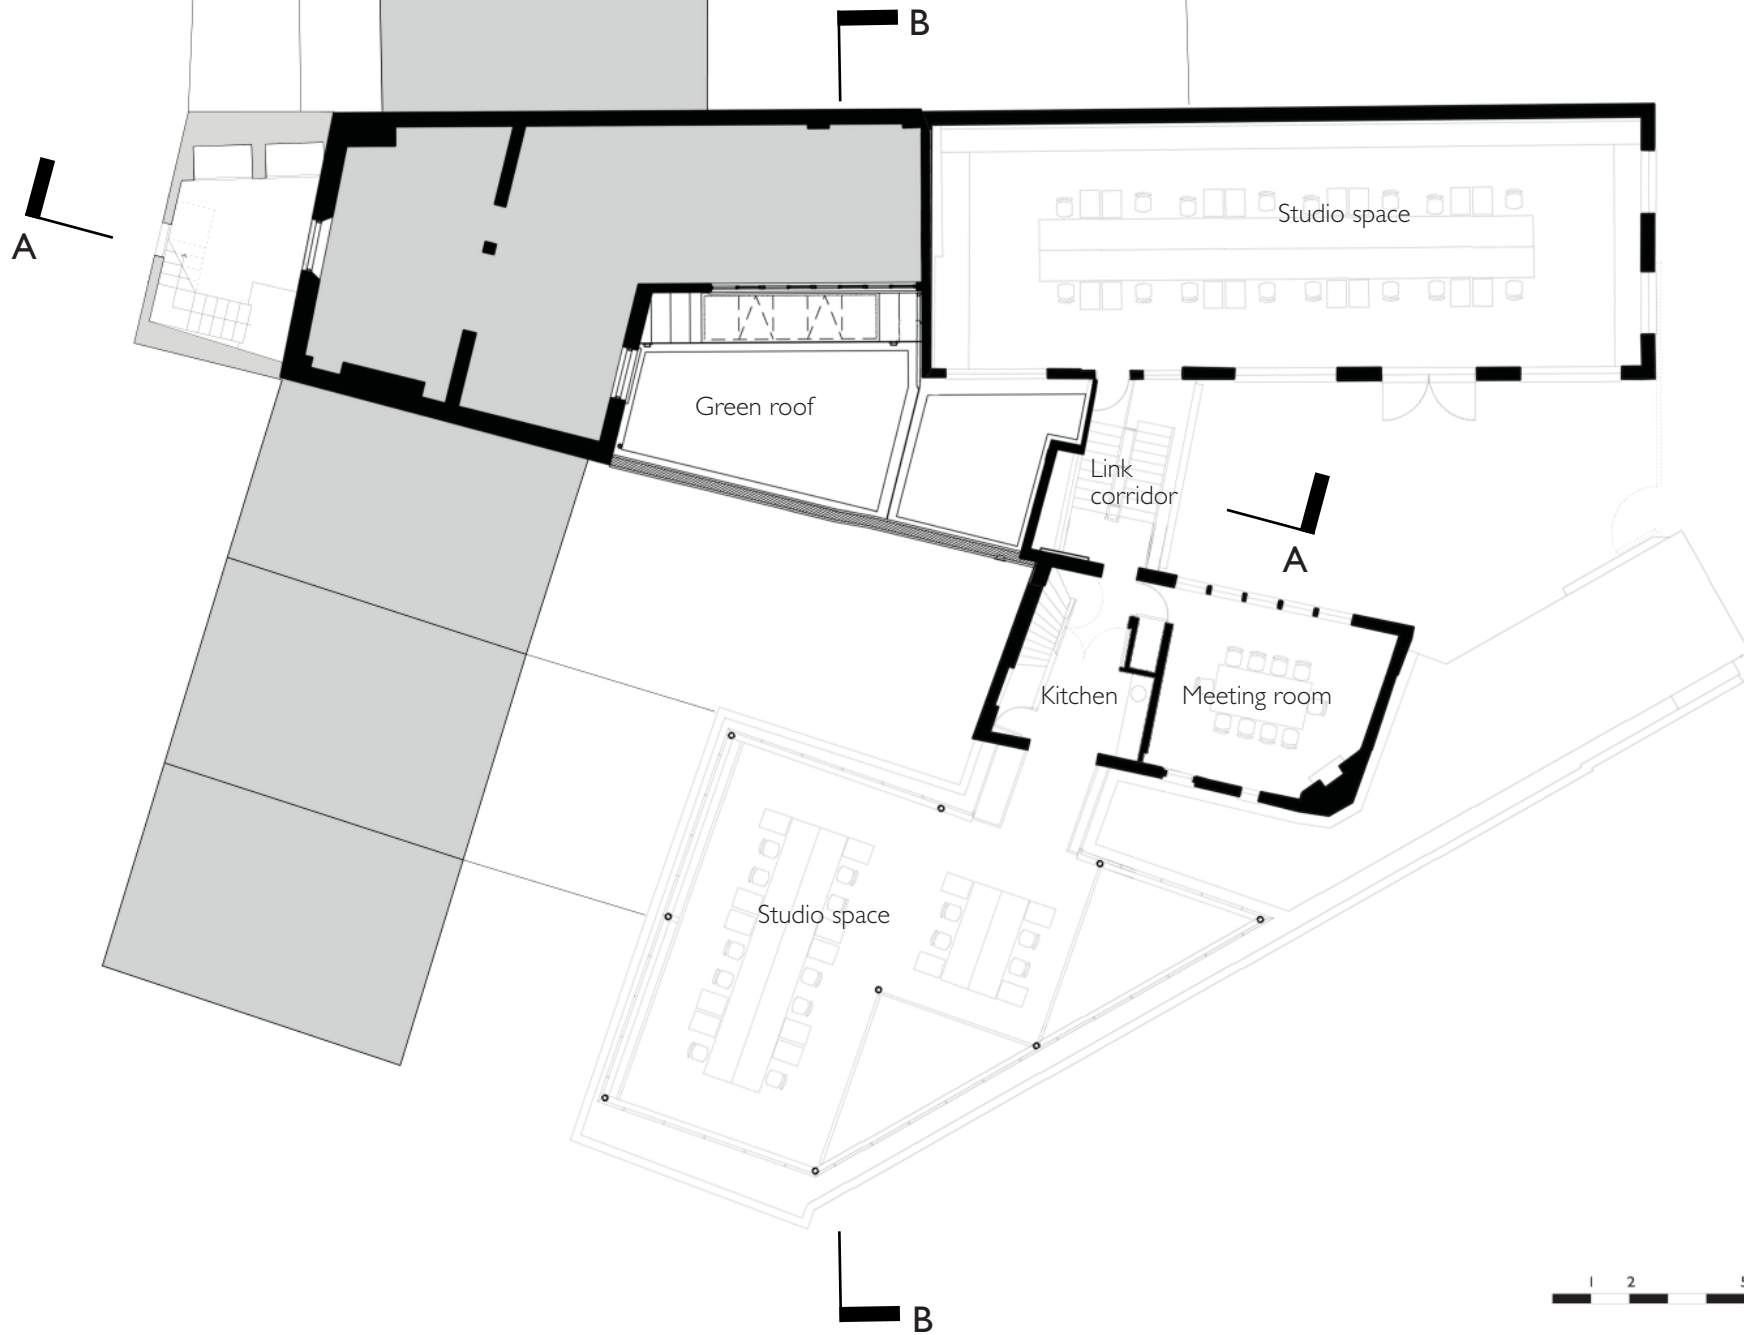 B
A
Studio space
Green roof
Link
corridor
A
Kitchen
Meeting room
Studio space
1 2 5
B